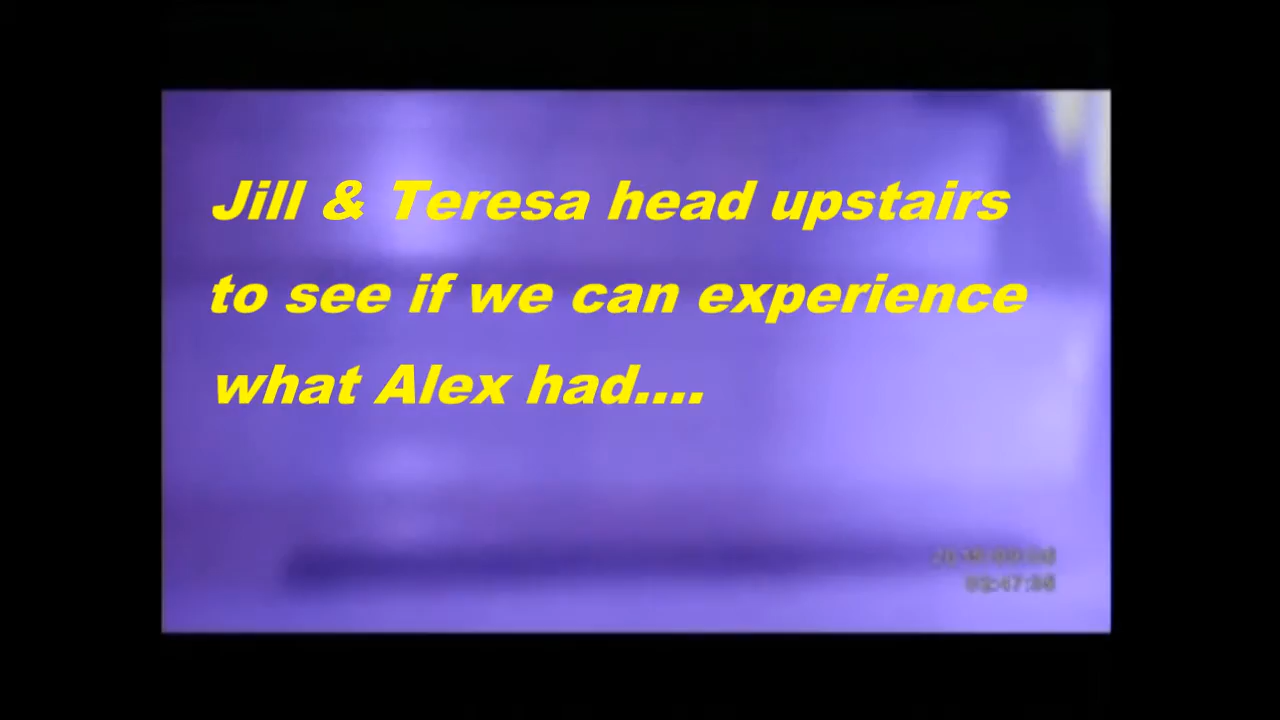 Jill & Teresa head upstairs
to see if we can experience
what Alex had....